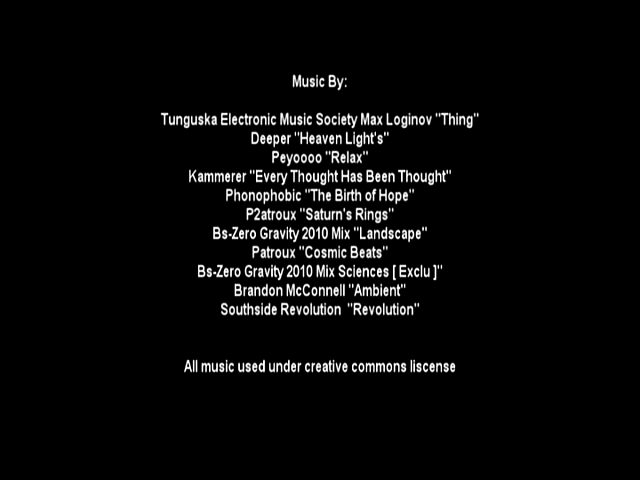 Music By:
Tunguska Electronic Music Society Max Loginov "Thing"
Deeper "Heaven Light's"
Peyoooo "Relax"
Kammerer "Every Thought Has Been Thought"
Phonophobic "The Birth of Hope"
P2atroux "Saturn's Rings"
Bs-Zero Gravity 2010 Mix "Landscape"
Patroux "Cosmic Beats"
Bs-Zero Gravity 2010 Mix Sciences [ Exclu ]"
Brandon McConnell "Ambient"
Southside Revolution  "Revolution"
All music used under creative commons liscense